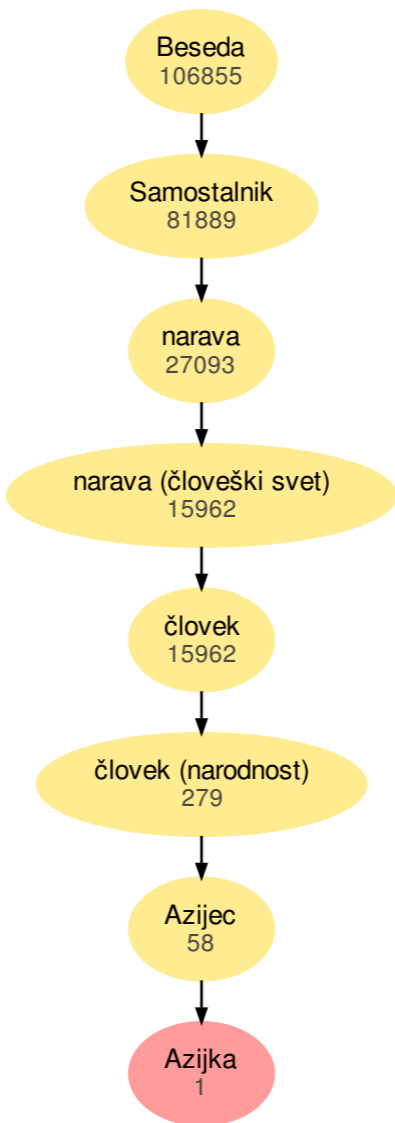 Beseda
106855
Samostalnik
81889
narava
27093
narava (človeški svet)
15962
človek
15962
človek (narodnost)
279
Azijec
58
Azijka
1